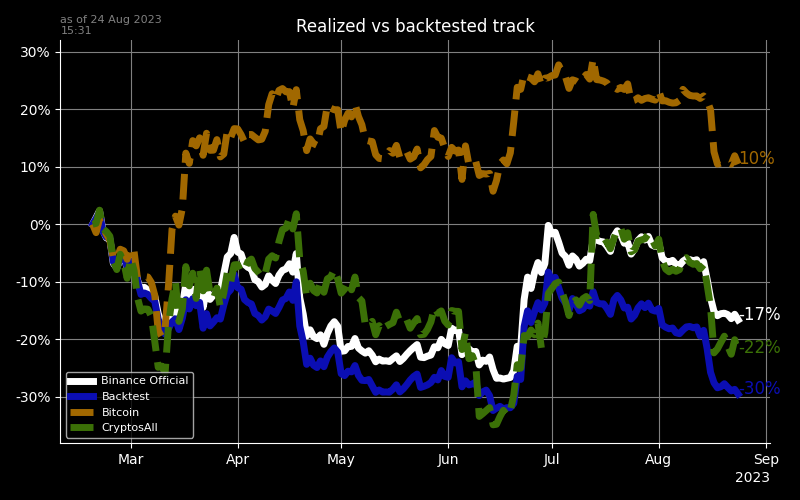 as of 24 Aug 2023
15:31
Realized vs backtested track
30%
20%
10%
0%
-10%
-20%
-30%
10%
-17%
-22%
-30%
Binance Official
Backtest
Bitcoin
CryptosAll
Mar Apr May Jun Jul Aug Sep
2023